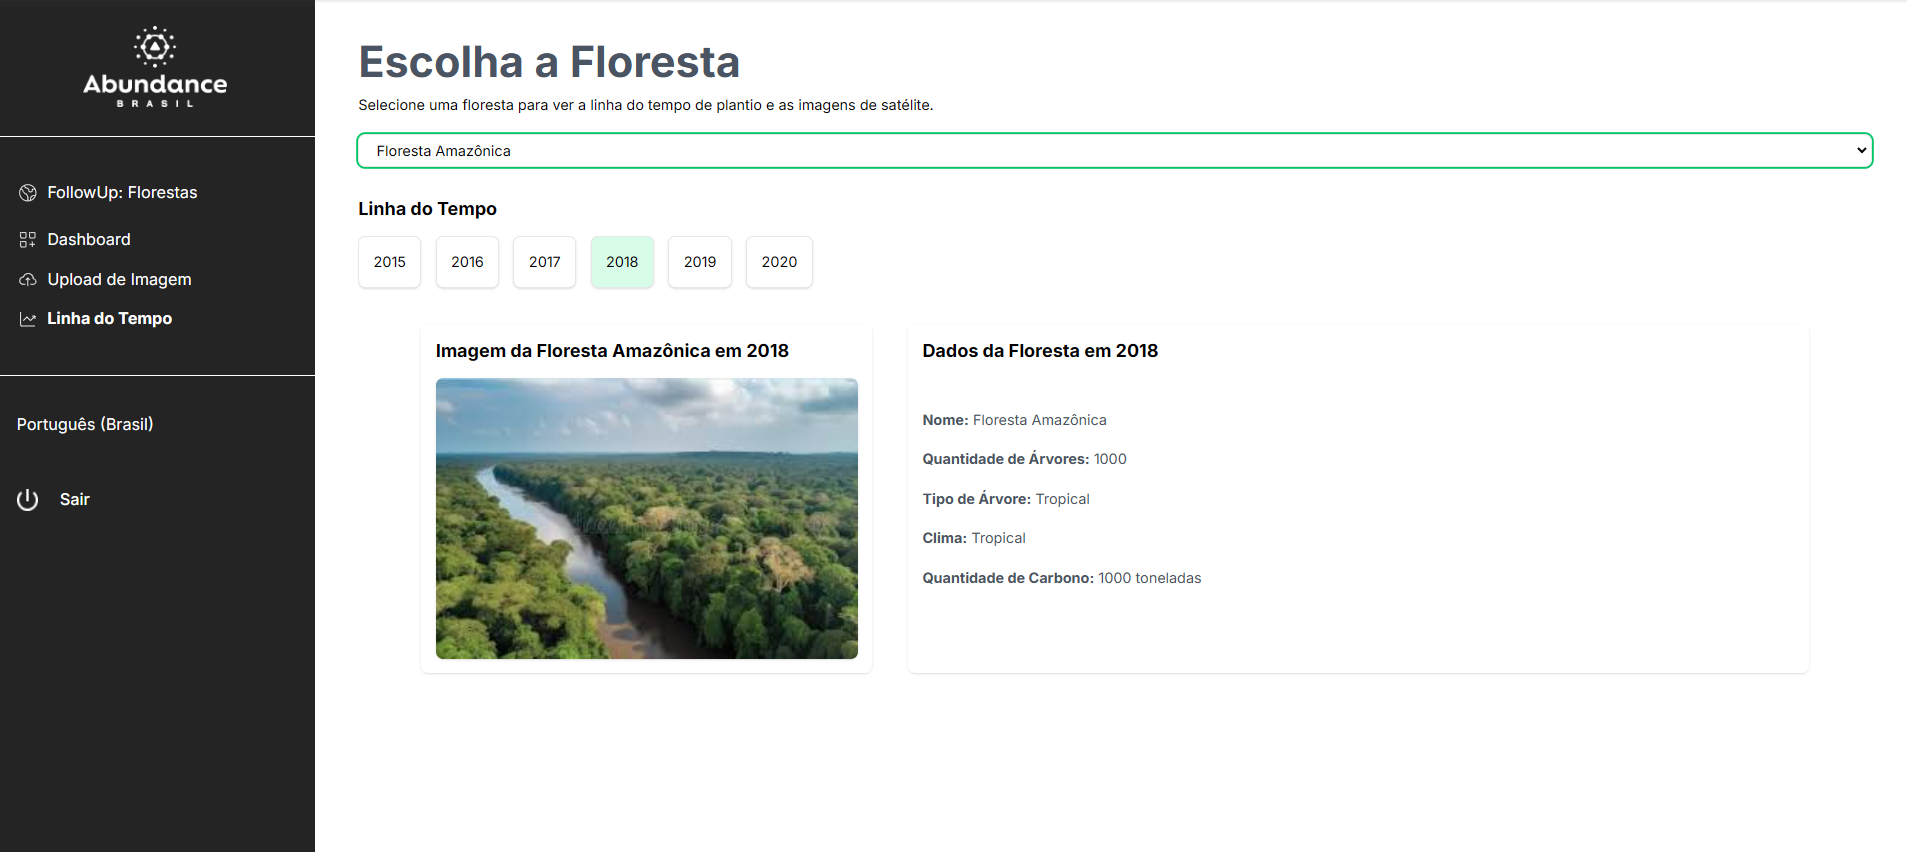 Abundance
BRASIL
FollowUp: Florestas
Dashboard
Upload de Imagem
Linha do Tempo
Português (Brasil)
Sair
Escolha a Floresta
Selecione uma floresta para ver a linha do tempo de plantio e as imagens de satélite.
Floresta Amazônica
Linha do Tempo
2015 2016 2017 2018 2019 2020
Imagem da Floresta Amazônica em 2018
Dados da Floresta em 2018
Nome: Floresta Amazônica
Quantidade de Árvores: 1000
Tipo de Árvore: Tropical
Clima: Tropical
Quantidade de Carbono: 1000 toneladas